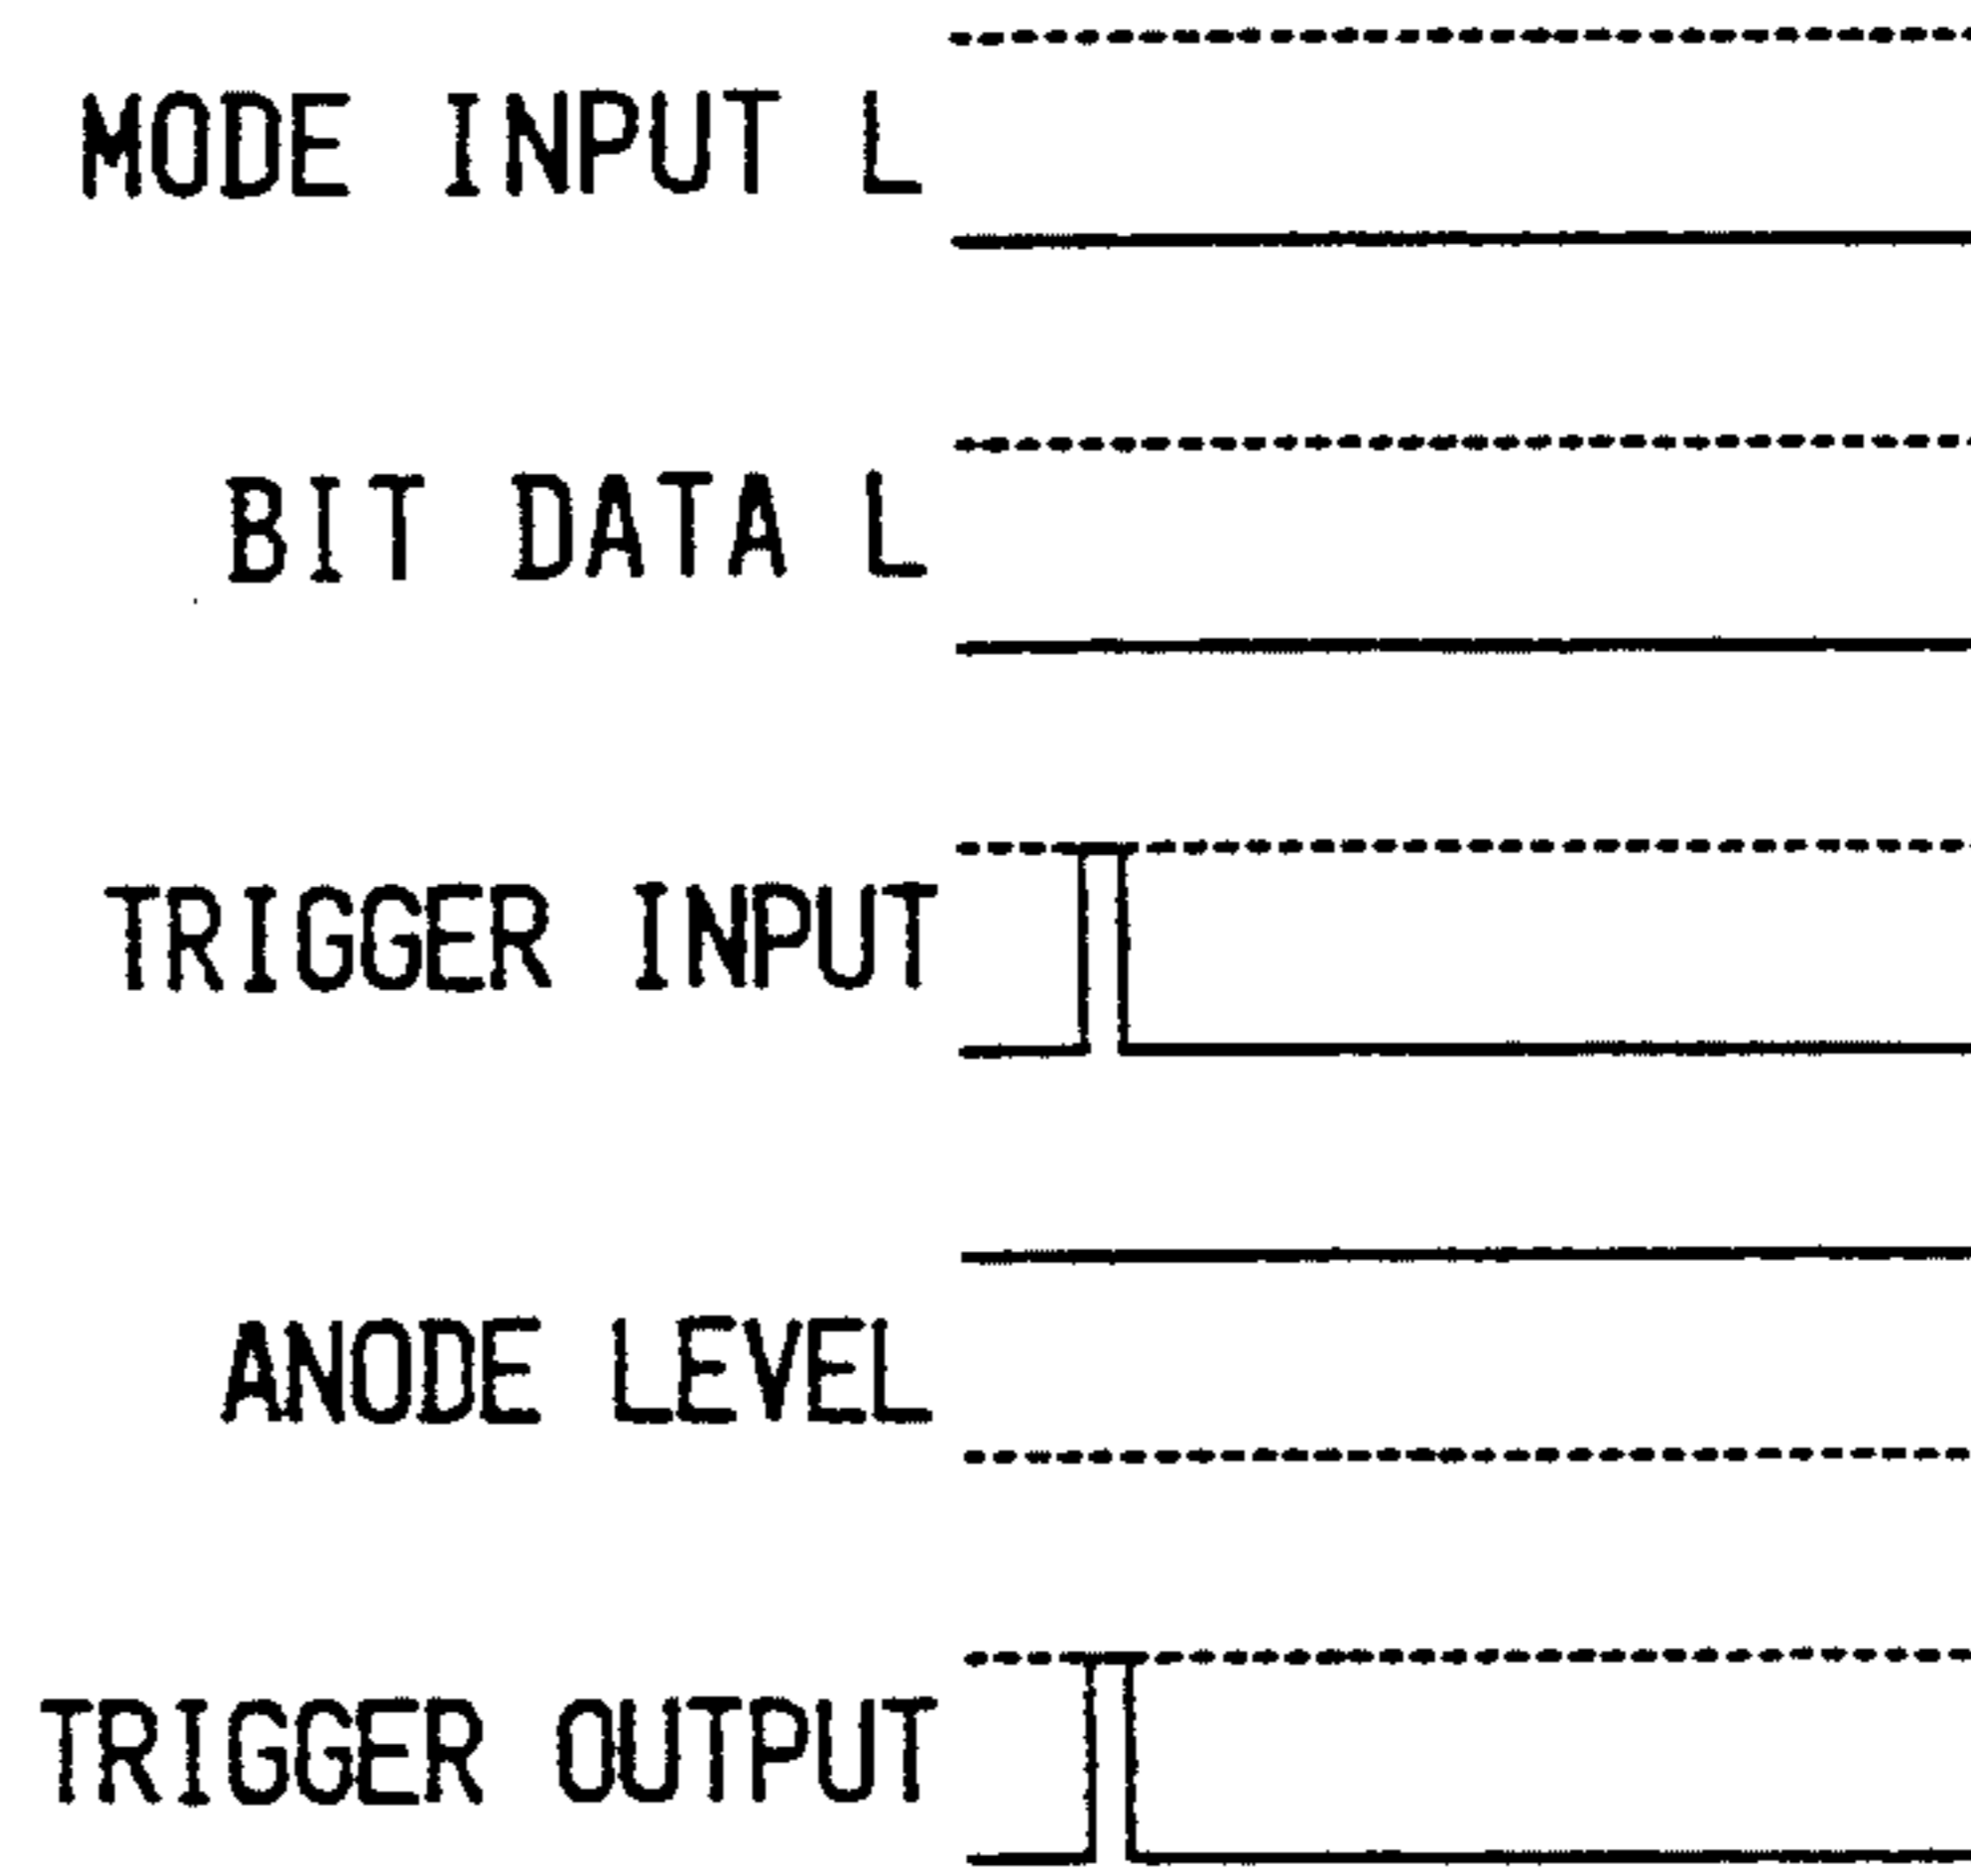 MODE INPUT L
BIT DATA L
TRIGGER INPUT
ANODE LEVEL
TRIGGER OUTPUT